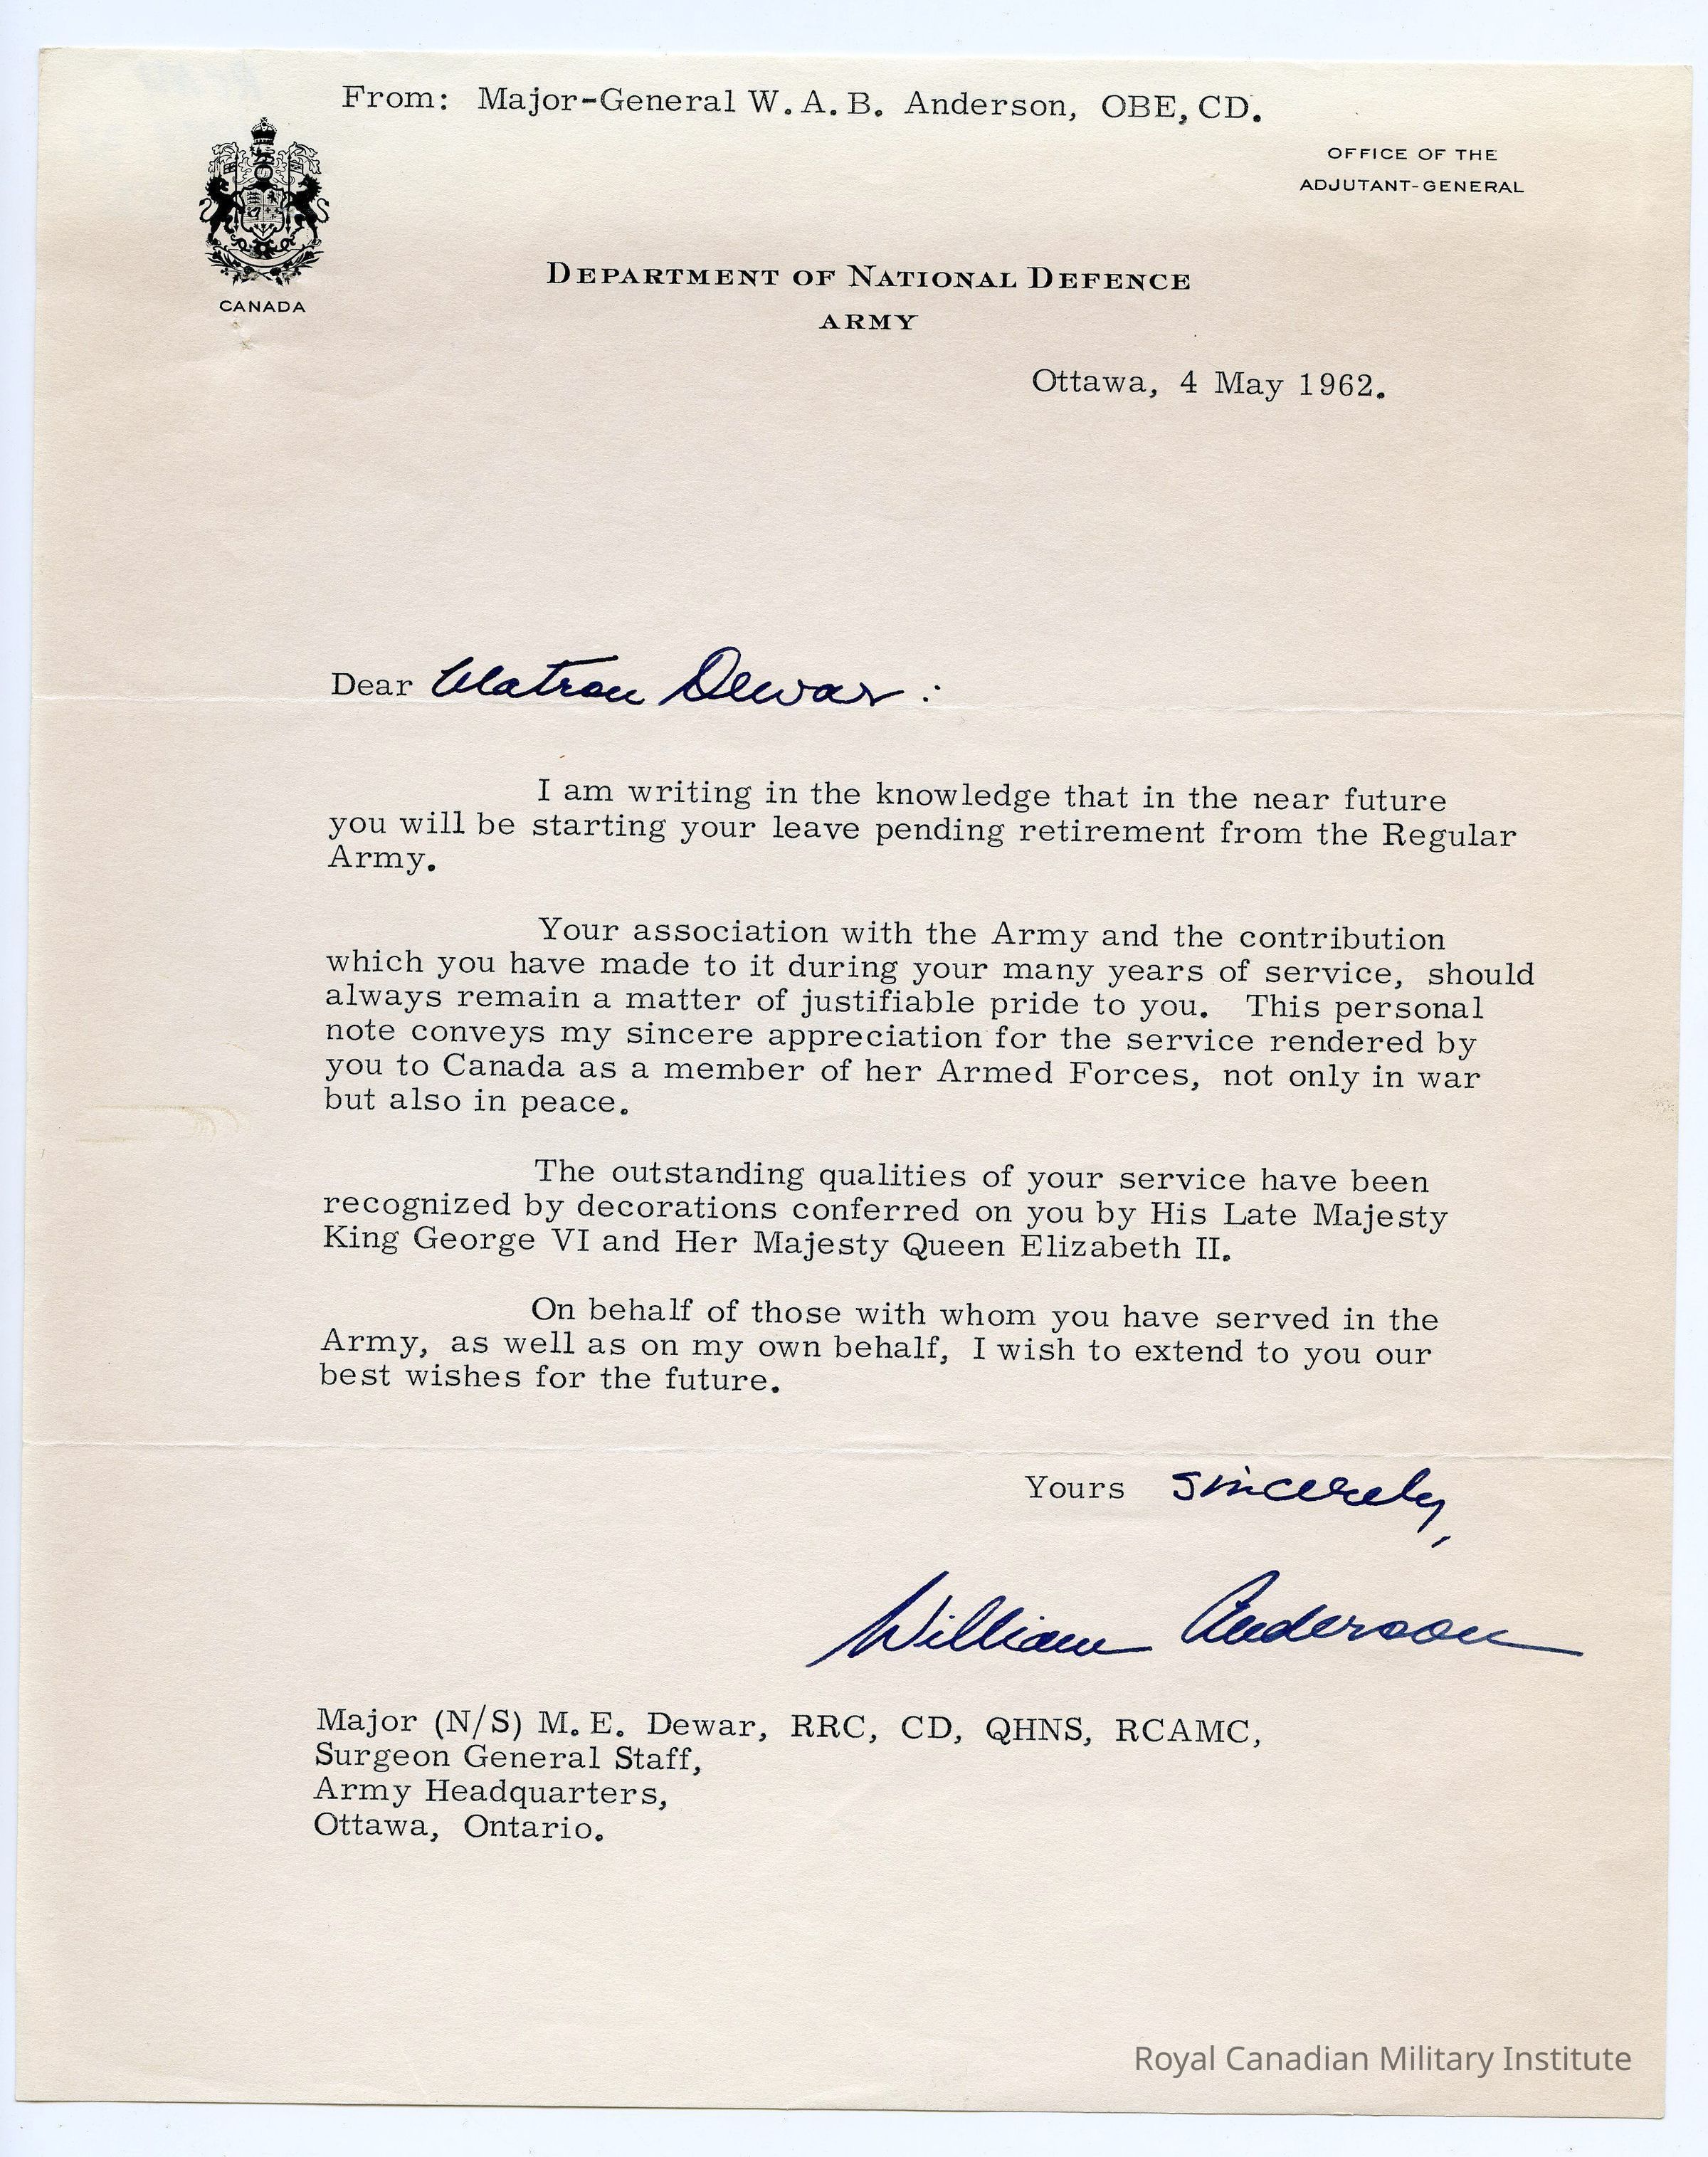 From: Major-General W.A.B. Anderson, OBE, CD.
OFFICE OF THE
ADJUTANT-GENERAL
CANADA
DEPARTMENT OF NATIONAL DEFENCE
ARMY
Ottawa, 4 May 1962.
Dear Matron Dewar:
I am writing in the knowledge that in the near future
you will be starting your leave pending retirement from the Regular
Army.
Your association with the Army and the contribution
which you have made to it during your many years of service, should
always remain a matter of justifiable pride to you. This personal
note conveys my sincere appreciation for the service rendered by
you to Canada as a member of her Armed Forces, not only in war
but also in peace.
The outstanding qualities of your service have been
recognized by decorations conferred on you by His Late Majesty
King George VI and Her Majesty Queen Elizabeth II.
On behalf of those with whom you have served in the
Army, as well as on my own behalf, I wish to extend to you our
best wishes for the future.
Yours sincerely,
William Anderson
Major (N/S) M.E. Dewar, RRC, CD, QHNS, RCAMC,
Surgeon General Staff,
Army Headquarters,
Ottawa, Ontario.
Royal Canadian Military Institute